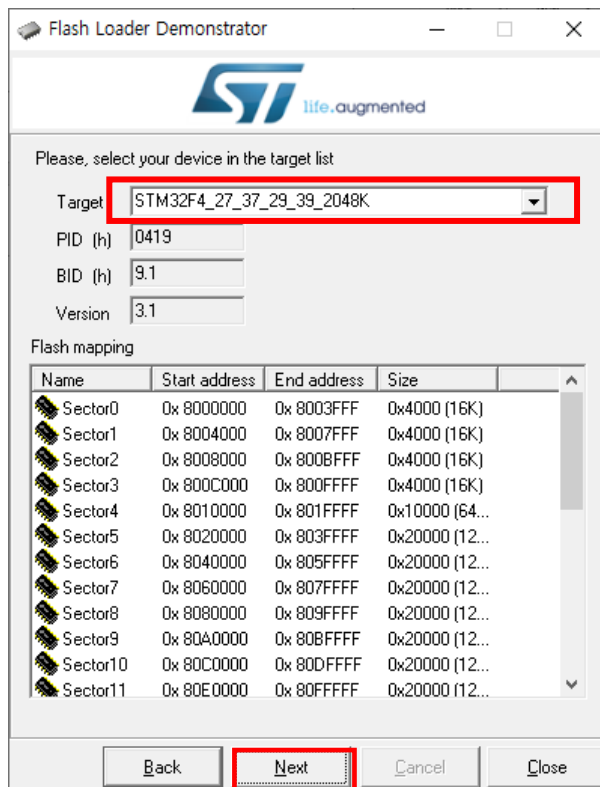 Flash Loader Demonstrator
life.augmented
Please, select your device in the target list
Target STM32F4_27_37_29_39_2048K
PID (h) 0419
BID (h) 9.1
Version 3.1
Flash mapping
Name Start address End address Size
Sector0 0x 8000000 0x 8003FFF 0x4000 (16K)
Sector1 0x 8004000 0x 8007FFF 0x4000 (16K)
Sector2 0x 8008000 0x 800BFFF 0x4000 (16K)
Sector3 0x 800C000 0x 800FFFF 0x4000 (16K)
Sector4 0x 8010000 0x 801FFFF 0x10000 (64...
Sector5 0x 8020000 0x 803FFFF 0x20000 (12...
Sector6 0x 8040000 0x 805FFFF 0x20000 (12...
Sector7 0x 8060000 0x 807FFFF 0x20000 (12...
Sector8 0x 8080000 0x 809FFFF 0x20000 (12...
Sector9 0x 80A0000 0x 80BFFFF 0x20000 (12...
Sector10 0x 80C0000 0x 80DFFFF 0x20000 (12...
Sector11 0x 80E0000 0x 80FFFFF 0x20000 (12...
Back Next Cancel Close